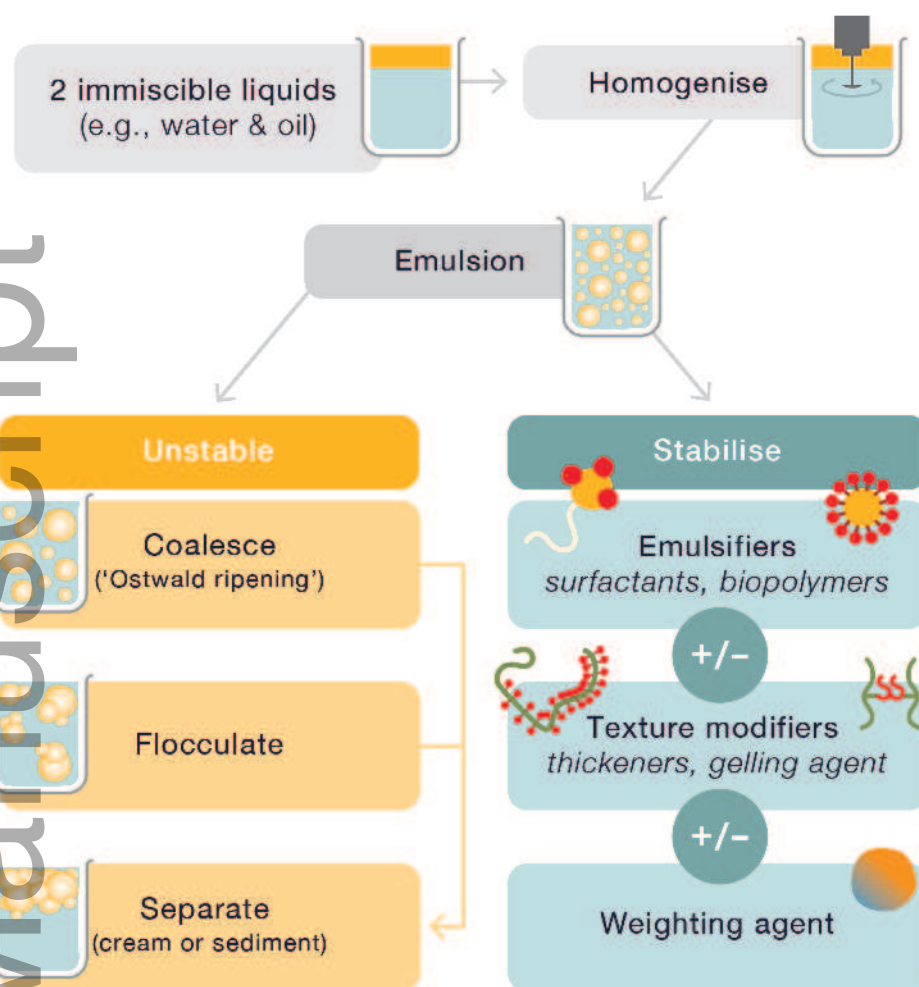 2 immiscible liquids
(e.g., water & oil)
Homogenise
Emulsion
Unstable
Coalesce
('Ostwald ripening')
Flocculate
Separate
(cream or sediment)
Stabilise
Emulsifiers
surfactants, biopolymers
+/–
Texture modifiers
thickeners, gelling agent
+/–
Weighting agent